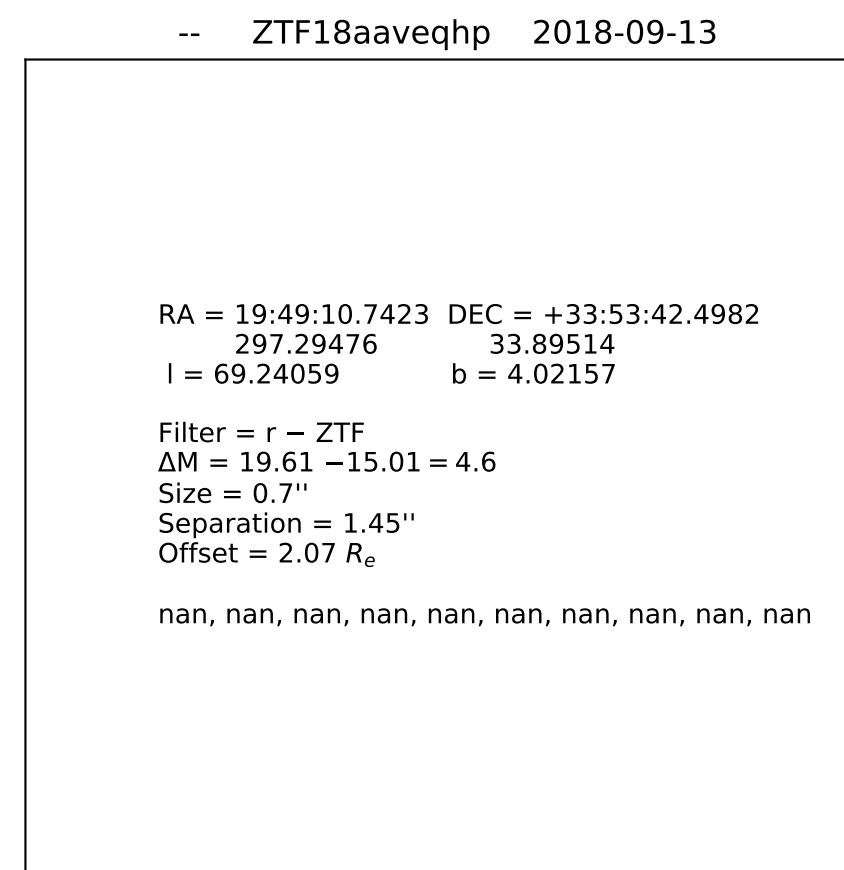 -- ZTF18aaveqhp 2018-09-13
RA = 19:49:10.7423 DEC = +33:53:42.4982
297.29476 33.89514
l = 69.24059 b = 4.02157
Filter = r − ZTF
ΔM = 19.61 −15.01 = 4.6
Size = 0.7''
Separation = 1.45''
Offset = 2.07 Rₑ
nan, nan, nan, nan, nan, nan, nan, nan, nan, nan